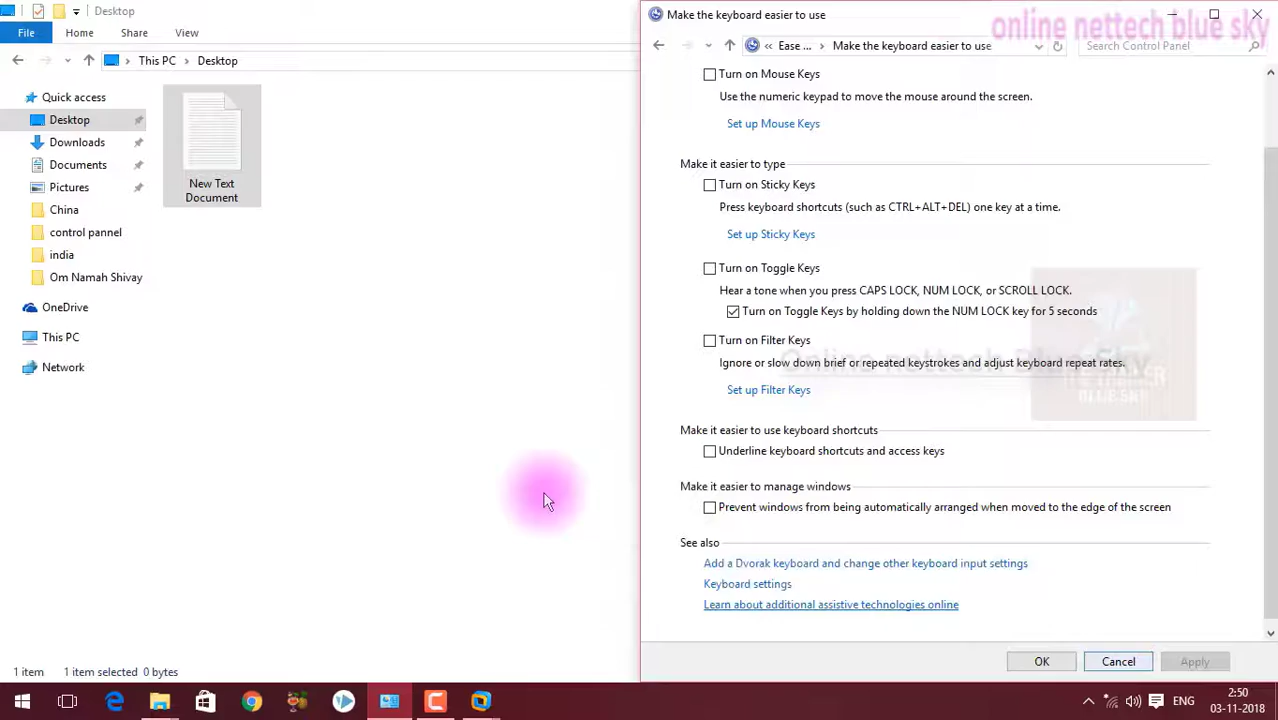 Desktop
File Home Share View
This PC Desktop
Quick access
Desktop
Downloads
Documents
Pictures
China
control pannel
india
Om Namah Shivay
OneDrive
This PC
Network
New Text
Document
1 item 1 item selected 0 bytes
Make the keyboard easier to use
online nettech blue sky
« Ease ... Make the keyboard easier to use
Search Control Panel
Turn on Mouse Keys
Use the numeric keypad to move the mouse around the screen.
Set up Mouse Keys
Make it easier to type
Turn on Sticky Keys
Press keyboard shortcuts (such as CTRL+ALT+DEL) one key at a time.
Set up Sticky Keys
Turn on Toggle Keys
Hear a tone when you press CAPS LOCK, NUM LOCK, or SCROLL LOCK.
Turn on Toggle Keys by holding down the NUM LOCK key for 5 seconds
Turn on Filter Keys
Ignore or slow down brief or repeated keystrokes and adjust keyboard repeat rates.
Set up Filter Keys
Make it easier to use keyboard shortcuts
Underline keyboard shortcuts and access keys
Make it easier to manage windows
Prevent windows from being automatically arranged when moved to the edge of the screen
See also
Add a Dvorak keyboard and change other keyboard input settings
Keyboard settings
Learn about additional assistive technologies online
OK Cancel Apply
ENG
2:50
03-11-2018